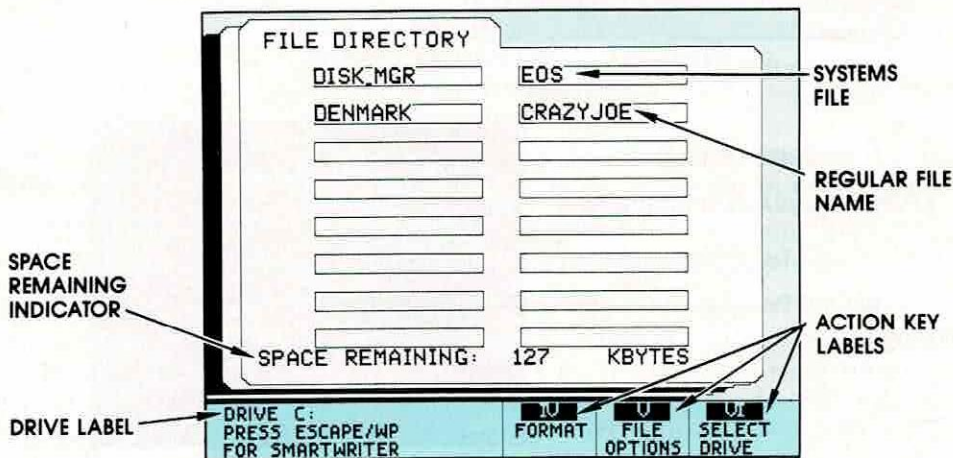 FILE DIRECTORY
DISK_MGR
EOS
DENMARK
CRAZYJOE
SYSTEMS
FILE
REGULAR FILE
NAME
SPACE
REMAINING
INDICATOR
SPACE REMAINING: 127 KBYTES
ACTION KEY
LABELS
DRIVE LABEL
DRIVE C:
PRESS ESCAPE/WP
FOR SMARTWRITER
IV
FORMAT
V
FILE
OPTIONS
VI
SELECT
DRIVE